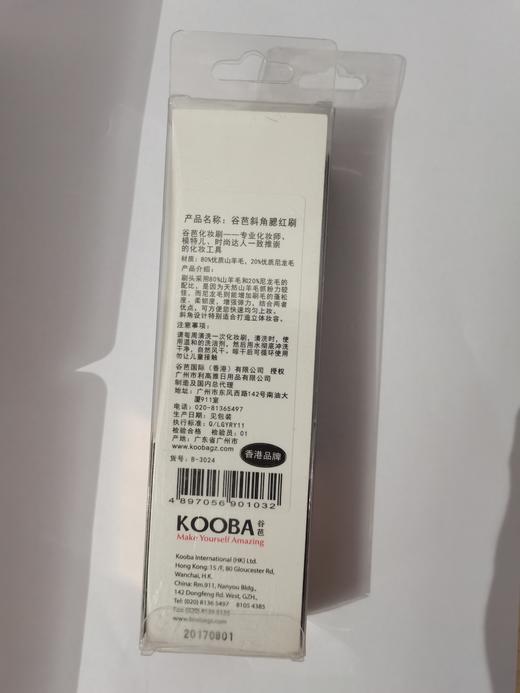 产品名称：谷芭斜角腮红刷
谷芭化妆刷——专业化妆师、
模特儿、时尚达人一致推崇
的化妆工具
材质：80%优质山羊毛，20%优质尼龙毛
产品介绍：
刷头采用80%山羊毛和20%尼龙毛的
配比，是因为天然山羊毛抓粉力较
佳，而尼龙毛则能增加刷毛的蓬松
度、柔韧度，增强弹力，结合两者
优点，可方便您快速均匀上妆。
斜角设计特别适合打造立体妆容。
注意事项：
请每周清洗一次化妆刷，清洗时，使
用温和的洗洁剂，然后用水彻底冲洗
干净，自然风干。晾干后可循环使用
勿让儿童接触
谷芭国际（香港）有限公司 授权
广州市利高雅日用品有限公司
制造及国内总代理
地址：广州市东风西路142号南油大
厦911室
电话：020-81365497
生产日期：见包装
执行标准：Q/LGYRY11
检验合格 检验员：01
产地：广东省广州市
www.koobagz.com
香港品牌
货号：B-3024
4 897056 901032
KOOBA 谷芭
Make Yourself Amazing
Kooba International (HK) Ltd.
Hong Kong: 15 /F, 80 Gloucester Rd,
Wanchai, H.K.
China: Rm.911, Nanyou Bldg.,
142 Dongfeng Rd. West, GZH.,
Tel: (020) 8136 5497 8105 4385
20170801